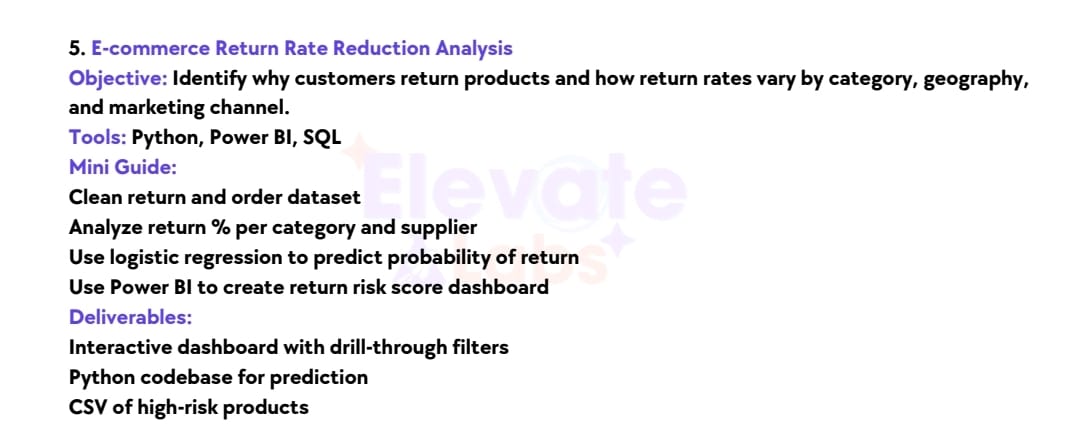 5. E-commerce Return Rate Reduction Analysis
Objective: Identify why customers return products and how return rates vary by category, geography,
and marketing channel.
Tools: Python, Power BI, SQL
Mini Guide:
Clean return and order dataset
Analyze return % per category and supplier
Use logistic regression to predict probability of return
Use Power BI to create return risk score dashboard
Deliverables:
Interactive dashboard with drill-through filters
Python codebase for prediction
CSV of high-risk products
Elevate
Labs